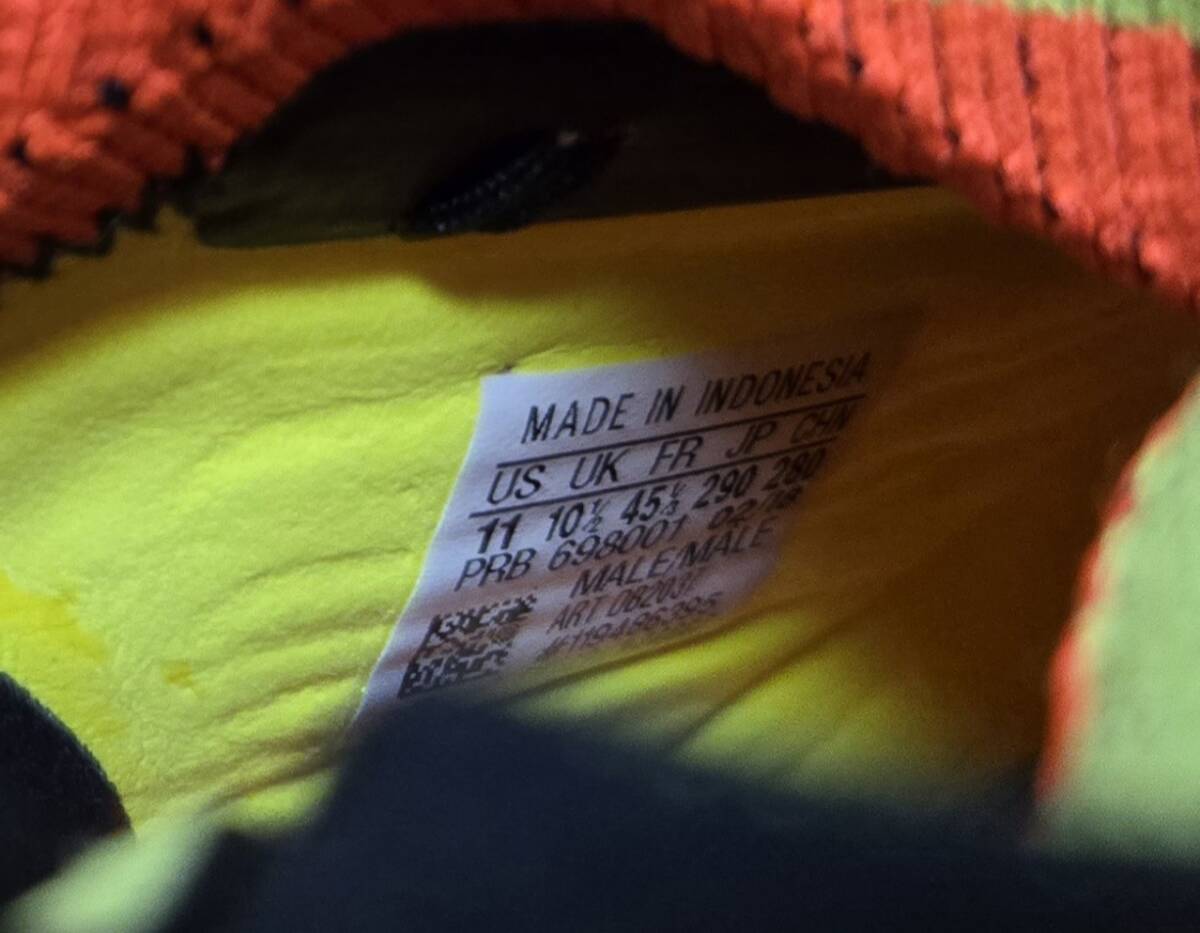 MADE IN INDONESIA
US UK FR JP CHN
11 10½ 45⅓ 290 280
PRB 698001 02/18
MALE/MALE
ART